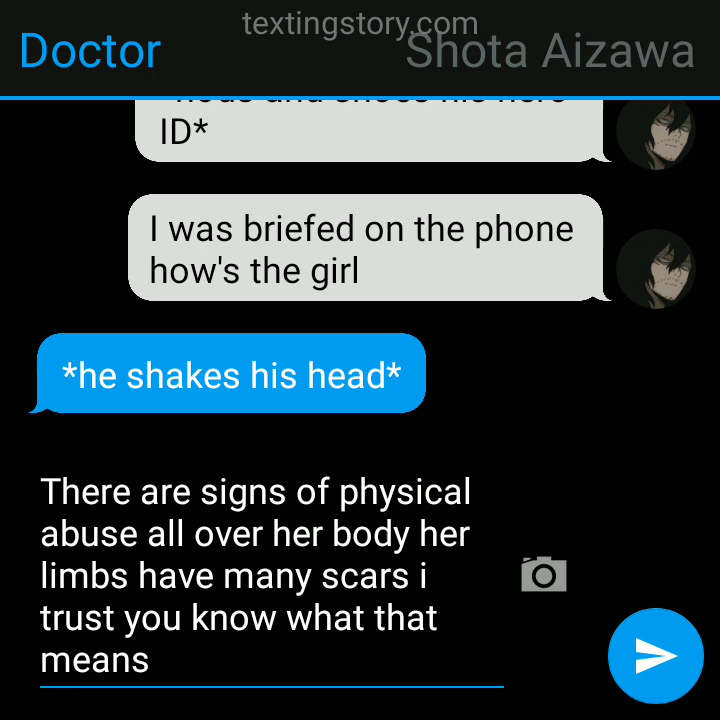 textingstory.com
Doctor
Shota Aizawa
ID*
I was briefed on the phone
how's the girl
*he shakes his head*
There are signs of physical
abuse all over her body her
limbs have many scars i
trust you know what that
means